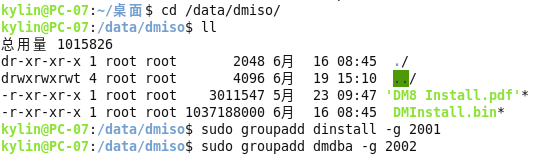 kylin@PC-07:~/桌面$ cd /data/dmiso/
kylin@PC-07:/data/dmiso$ ll
总用量 1015826
dr-xr-xr-x 1 root root       2048 6月  16 08:45  ./
drwxrwxrwt 4 root root       4096 6月  19 15:10  ../
-r-xr-xr-x 1 root root    3011547 5月  23 09:47 'DM8 Install.pdf'*
-r-xr-xr-x 1 root root 1037188000 6月  16 08:45  DMInstall.bin*
kylin@PC-07:/data/dmiso$ sudo groupadd dinstall -g 2001
kylin@PC-07:/data/dmiso$ sudo groupadd dmdba -g 2002